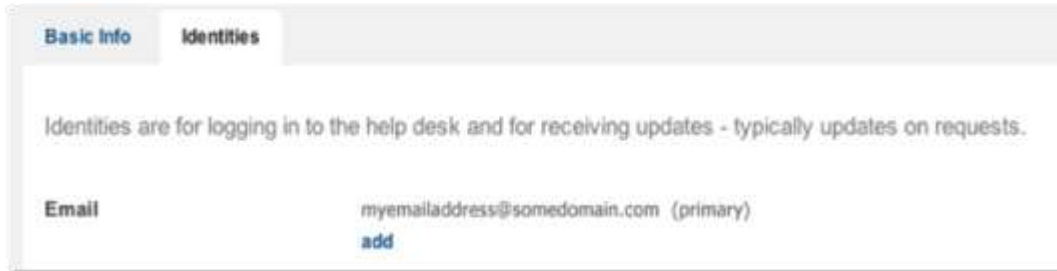 Basic Info Identities
Identities are for logging in to the help desk and for receiving updates - typically updates on requests.
Email myemailaddress@somedomain.com (primary)
add